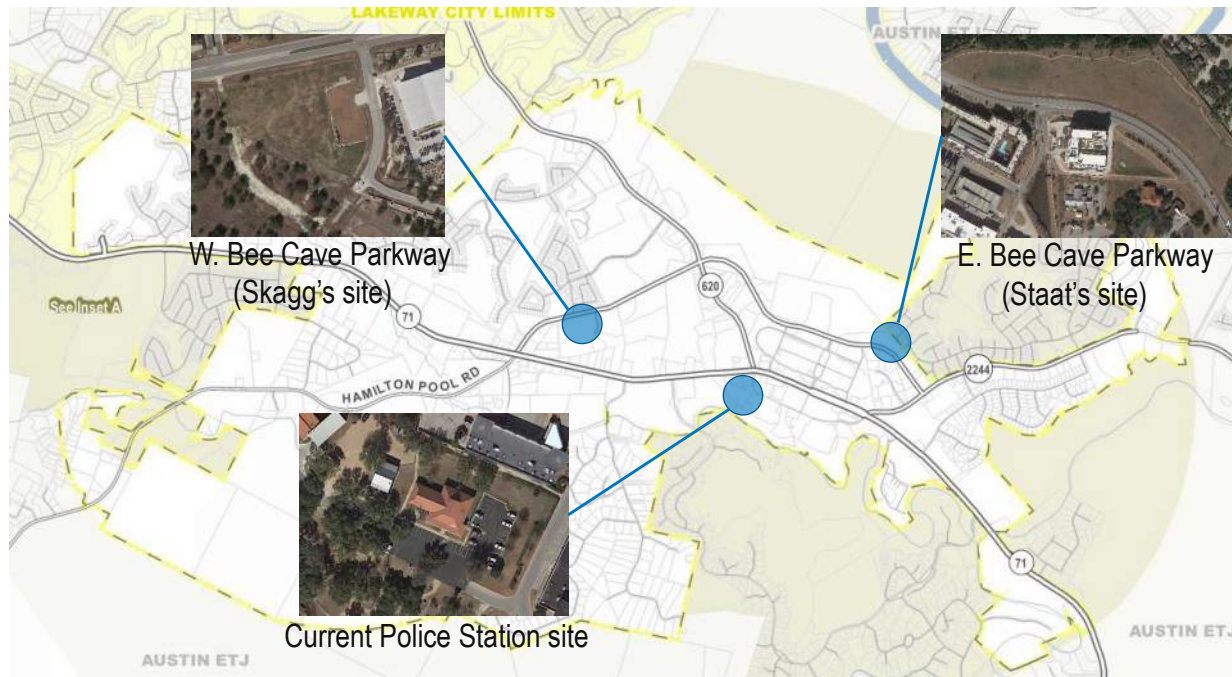 LAKEWAY CITY LIMITS
AUSTIN ETJ
ETJ
W. Bee Cave Parkway
(Skagg's site)
E. Bee Cave Parkway
(Staat's site)
See Inset A
620
71
2244
HAMILTON POOL RD
71
Current Police Station site
AUSTIN ETJ
AUSTIN ETJ